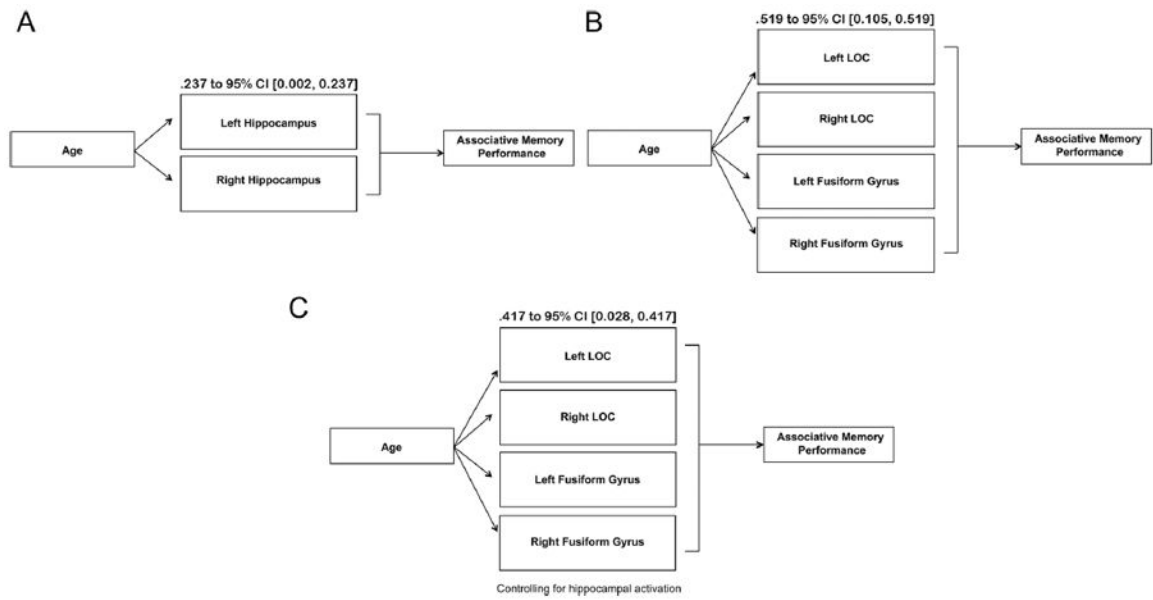 A
.237 to 95% CI [0.002, 0.237]
Age
Left Hippocampus
Right Hippocampus
Associative Memory
Performance
B
.519 to 95% CI [0.105, 0.519]
Age
Left LOC
Right LOC
Left Fusiform Gyrus
Right Fusiform Gyrus
Associative Memory
Performance
C
.417 to 95% CI [0.028, 0.417]
Age
Left LOC
Right LOC
Left Fusiform Gyrus
Right Fusiform Gyrus
Associative Memory
Performance
Controlling for hippocampal activation